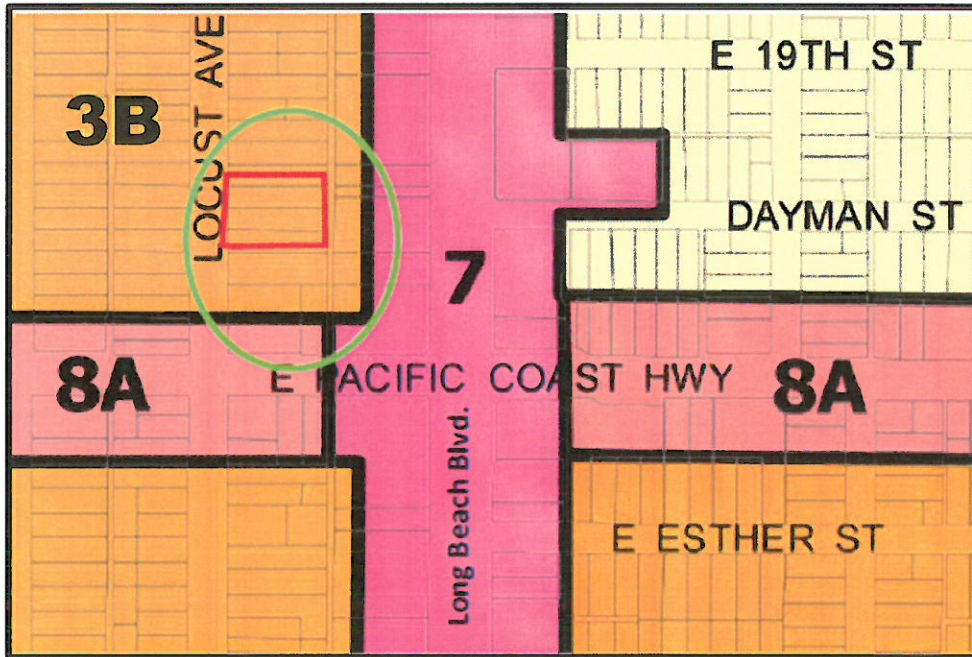 E 19TH ST
3B
LOCUST AVE
DAYMAN ST
7
8A
E PACIFIC COAST HWY
8A
Long Beach Blvd.
E ESTHER ST